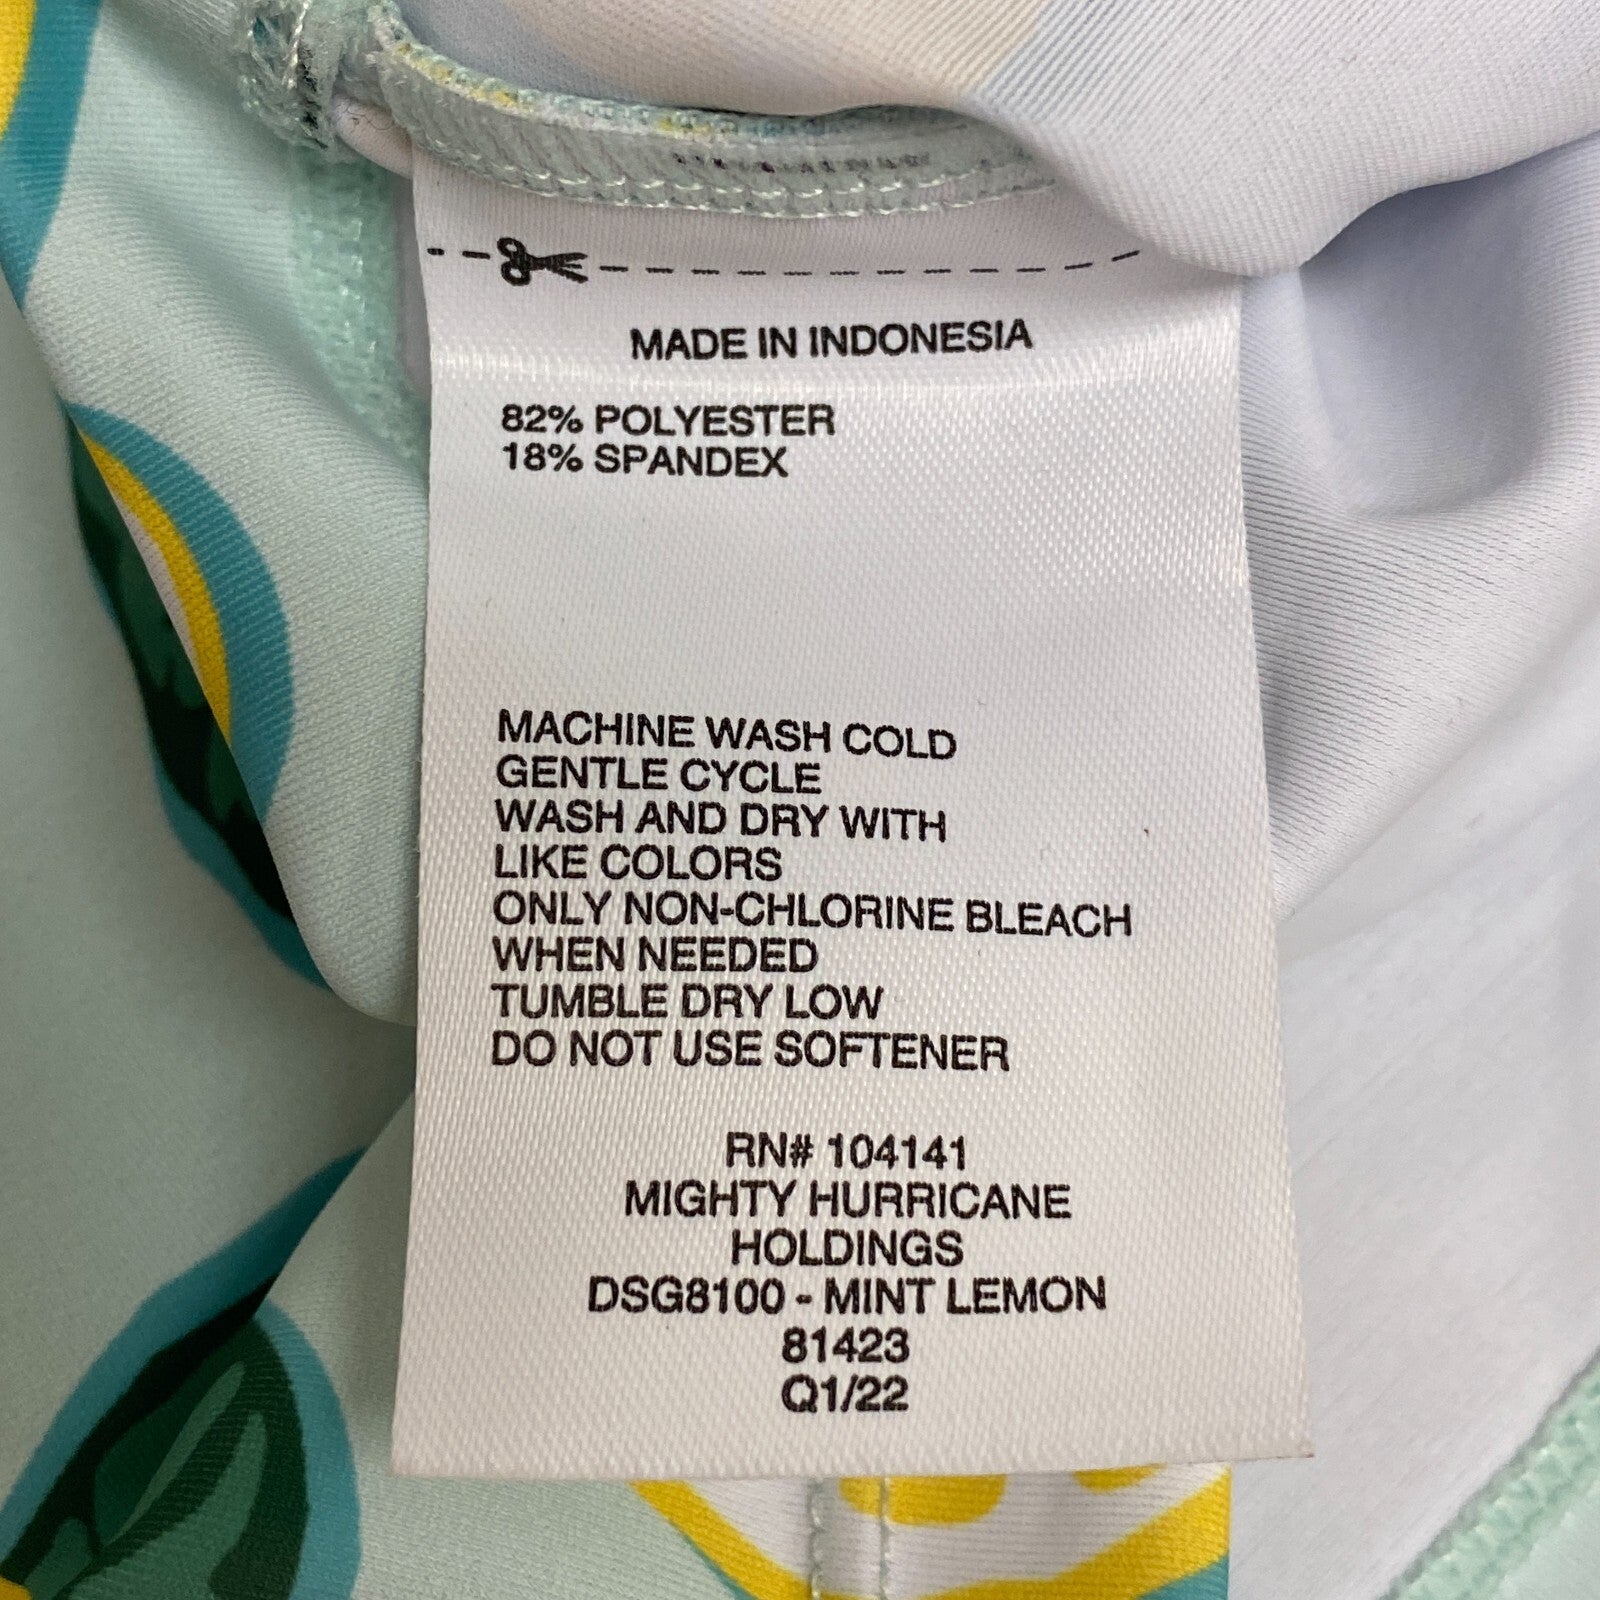 MADE IN INDONESIA
82% POLYESTER
18% SPANDEX
MACHINE WASH COLD
GENTLE CYCLE
WASH AND DRY WITH
LIKE COLORS
ONLY NON-CHLORINE BLEACH
WHEN NEEDED
TUMBLE DRY LOW
DO NOT USE SOFTENER
RN# 104141
MIGHTY HURRICANE
HOLDINGS
DSG8100 - MINT LEMON
81423
Q1/22